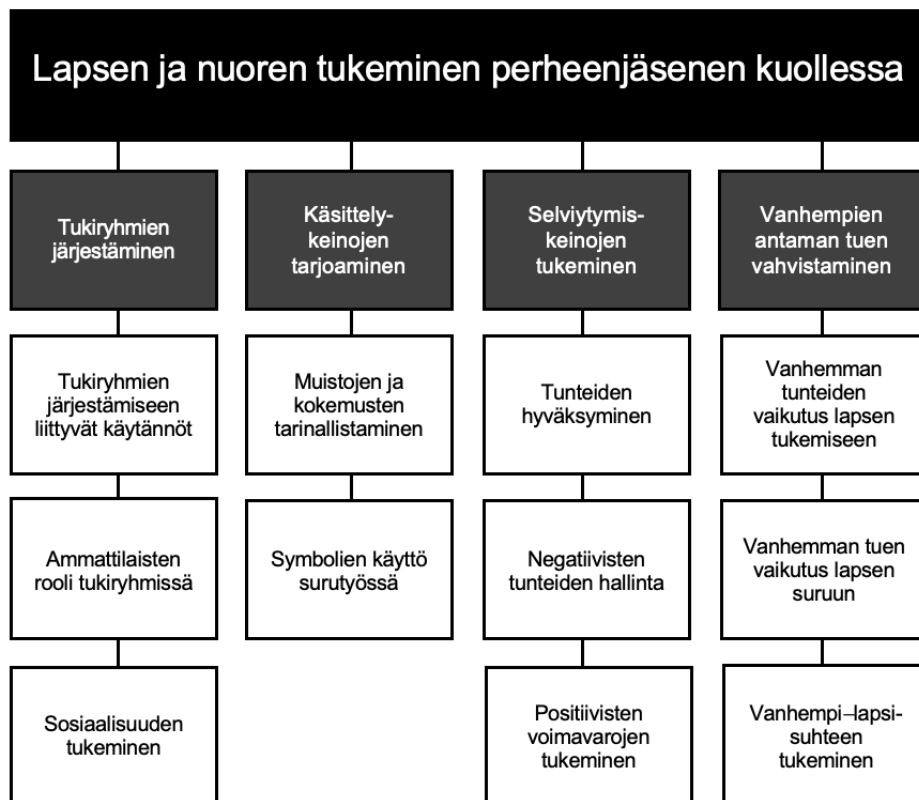 Lapsen ja nuoren tukeminen perheenjäsenen kuollessa
Tukiryhmien
järjestäminen
Tukiryhmien
järjestämiseen
liittyvät käytännöt
Ammattilaisten
rooli tukiryhmissä
Sosiaalisuuden
tukeminen
Käsittely-
keinojen
tarjoaminen
Muistojen ja
kokemusten
tarinallistaminen
Symbolien käyttö
surutyössä
Selviytymis-
keinojen
tukeminen
Tunteiden
hyväksyminen
Negatiivisten
tunteiden hallinta
Positiivisten
voimavarojen
tukeminen
Vanhempien
antaman tuen
vahvistaminen
Vanhemman
tunteiden
vaikutus lapsen
tukemiseen
Vanhemman tuen
vaikutus lapsen
suruun
Vanhempi–lapsi-
suhteen
tukeminen